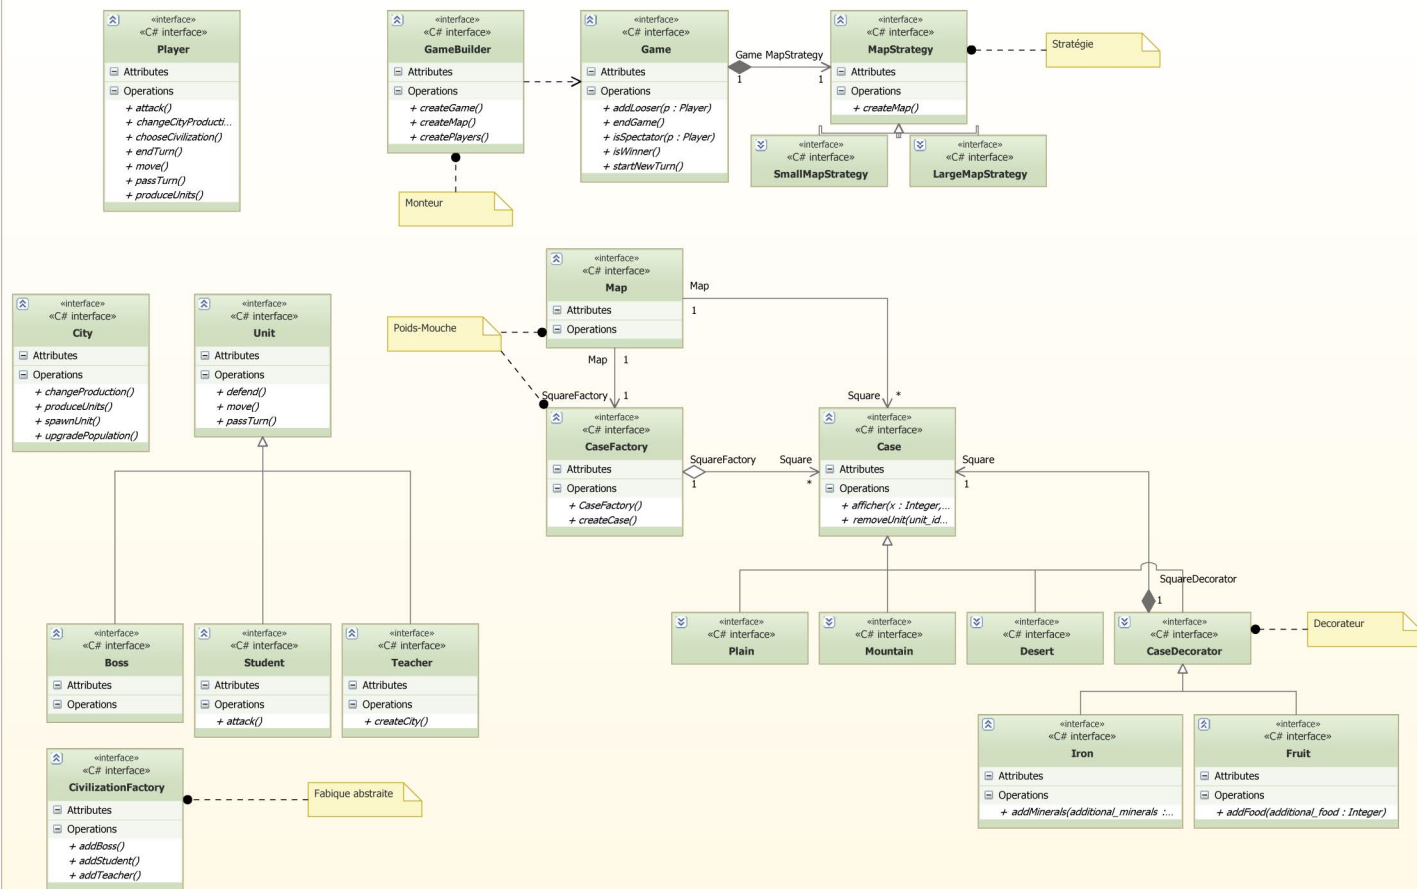 «interface»
«C# interface»
Player
Attributes
Operations
+ attack()
+ changeCityProducti...
+ chooseCivilization()
+ endTurn()
+ move()
+ passTurn()
+ produceUnits()
«interface»
«C# interface»
GameBuilder
Attributes
Operations
+ createGame()
+ createMap()
+ createPlayers()
Monteur
«interface»
«C# interface»
Game
Attributes
Operations
+ addLooser(p : Player)
+ endGame()
+ isSpectator(p : Player)
+ isWinner()
+ startNewTurn()
Game MapStrategy
1
1
«interface»
«C# interface»
MapStrategy
Attributes
Operations
+ createMap()
Stratégie
«interface»
«C# interface»
SmallMapStrategy
«interface»
«C# interface»
LargeMapStrategy
«interface»
«C# interface»
City
Attributes
Operations
+ changeProduction()
+ produceUnits()
+ spawnUnit()
+ upgradePopulation()
«interface»
«C# interface»
Unit
Attributes
Operations
+ defend()
+ move()
+ passTurn()
Poids-Mouche
«interface»
«C# interface»
Map
Attributes
Operations
Map
1
Map 1
SquareFactory 1
Square *
«interface»
«C# interface»
CaseFactory
Attributes
Operations
+ CaseFactory()
+ createCase()
SquareFactory
1
Square
*
«interface»
«C# interface»
Case
Attributes
Operations
+ afficher(x : Integer,...
+ removeUnit(unit_id...
Square
1
SquareDecorator
1
«interface»
«C# interface»
Boss
Attributes
Operations
«interface»
«C# interface»
Student
Attributes
Operations
+ attack()
«interface»
«C# interface»
Teacher
Attributes
Operations
+ createCity()
«interface»
«C# interface»
Plain
«interface»
«C# interface»
Mountain
«interface»
«C# interface»
Desert
«interface»
«C# interface»
CaseDecorator
Decorateur
«interface»
«C# interface»
Iron
Attributes
Operations
+ addMinerals(additional_minerals :...
«interface»
«C# interface»
Fruit
Attributes
Operations
+ addFood(additional_food : Integer)
«interface»
«C# interface»
CivilizationFactory
Attributes
Operations
+ addBoss()
+ addStudent()
+ addTeacher()
Fabique abstraite